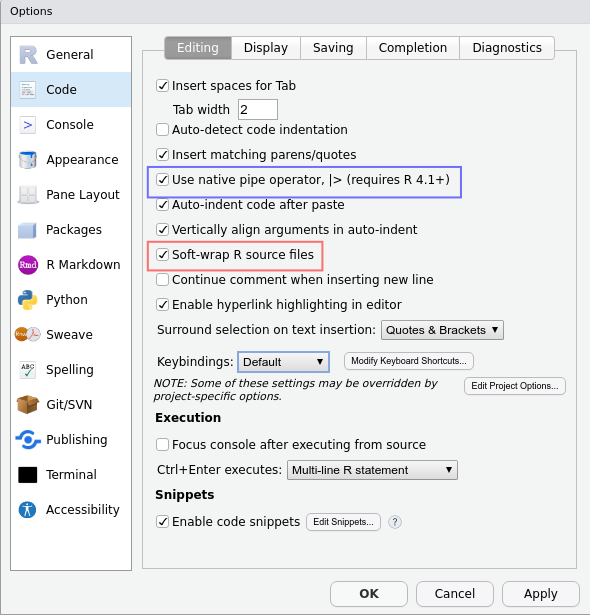 Options
General
Code
Console
Appearance
Pane Layout
Packages
R Markdown
Python
Sweave
Spelling
Git/SVN
Publishing
Terminal
Accessibility
Editing Display Saving Completion Diagnostics
Insert spaces for Tab
Tab width 2
Auto-detect code indentation
Insert matching parens/quotes
Use native pipe operator, |> (requires R 4.1+)
Auto-indent code after paste
Vertically align arguments in auto-indent
Soft-wrap R source files
Continue comment when inserting new line
Enable hyperlink highlighting in editor
Surround selection on text insertion: Quotes & Brackets
Keybindings: Default Modify Keyboard Shortcuts...
NOTE: Some of these settings may be overridden by
project-specific options.
Edit Project Options...
Execution
Focus console after executing from source
Ctrl+Enter executes: Multi-line R statement
Snippets
Enable code snippets Edit Snippets... ?
OK Cancel Apply